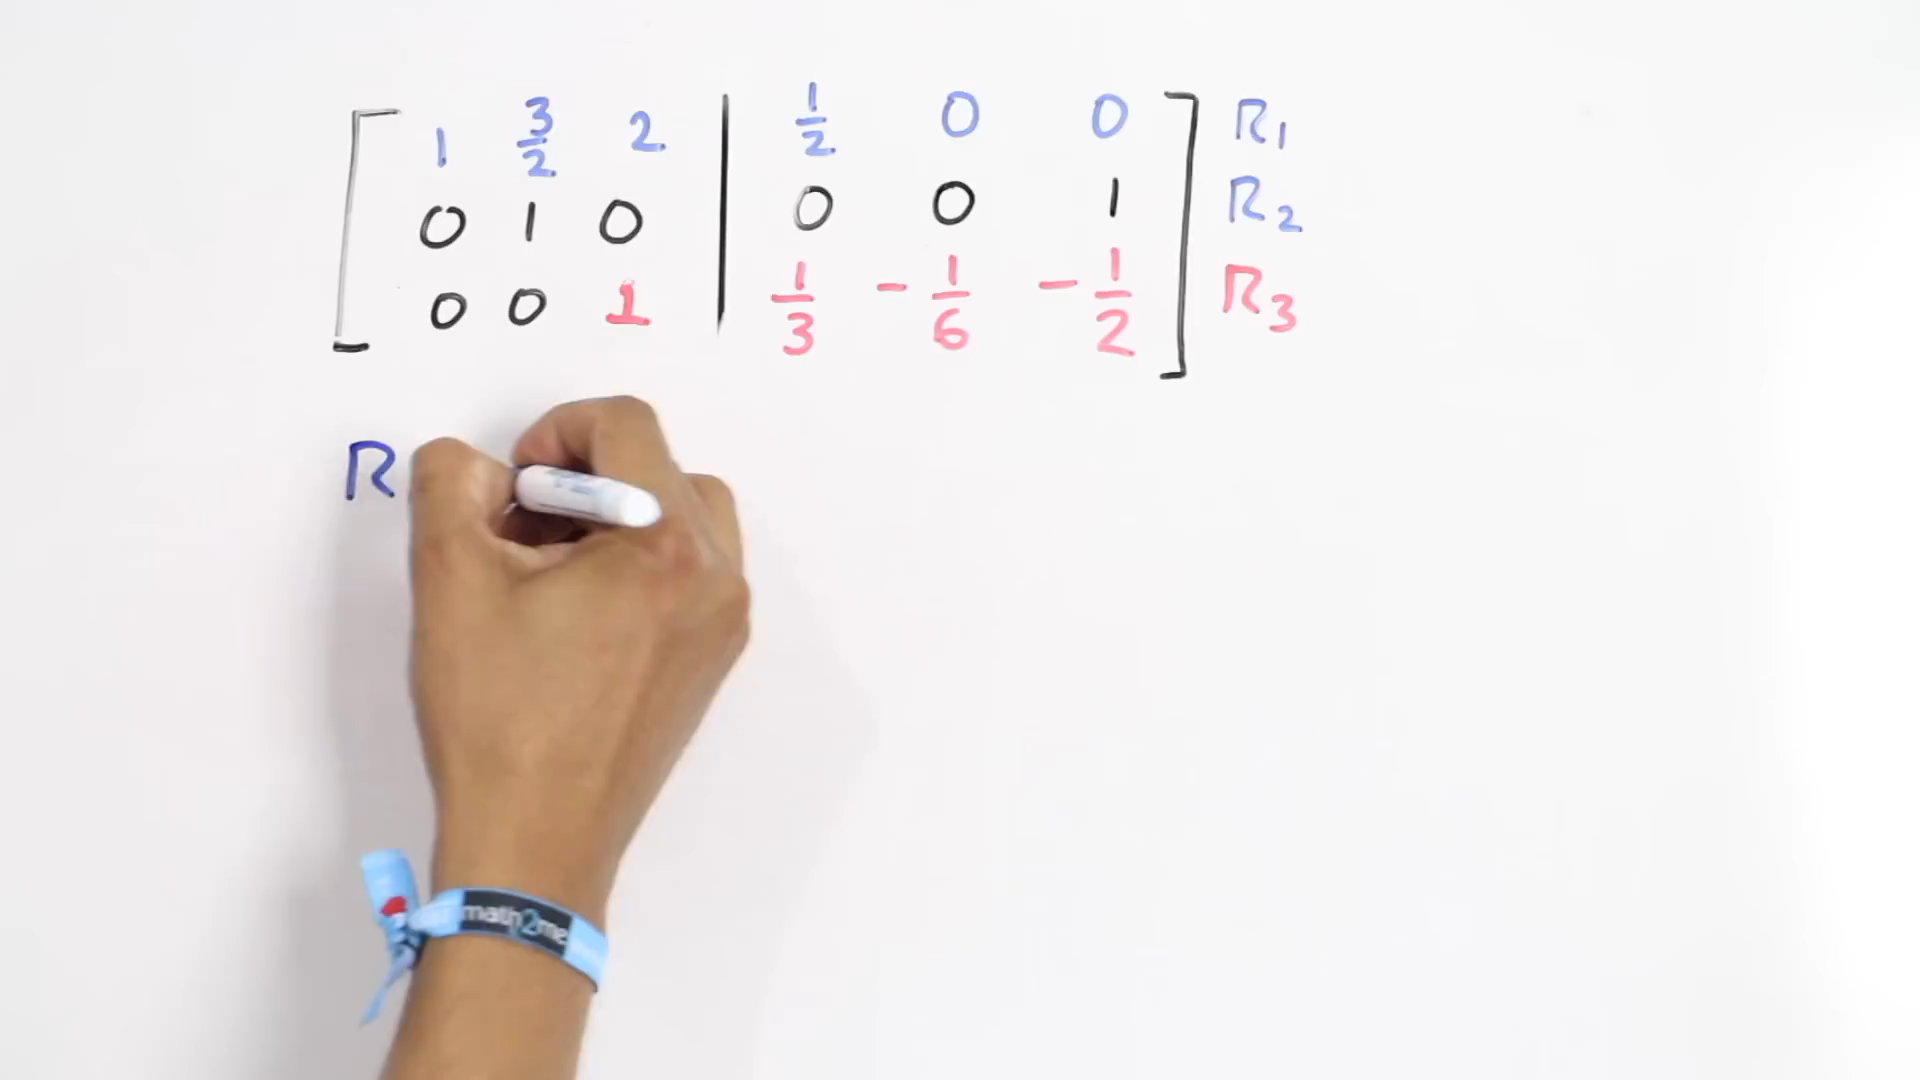 1 3/2 2 | 1/2 0 0 R1
0 1 0 | 0 0 1 R2
0 0 1 | 1/3 - 1/6 - 1/2 R3
R
math2me